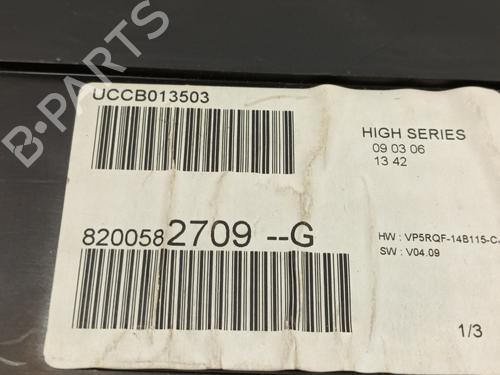 UCCB013503
HIGH SERIES
09 03 06
13 42
8200582709 --G
HW : VP5RQF-14B115-C
SW : V04.09
1/3
B-PARTS